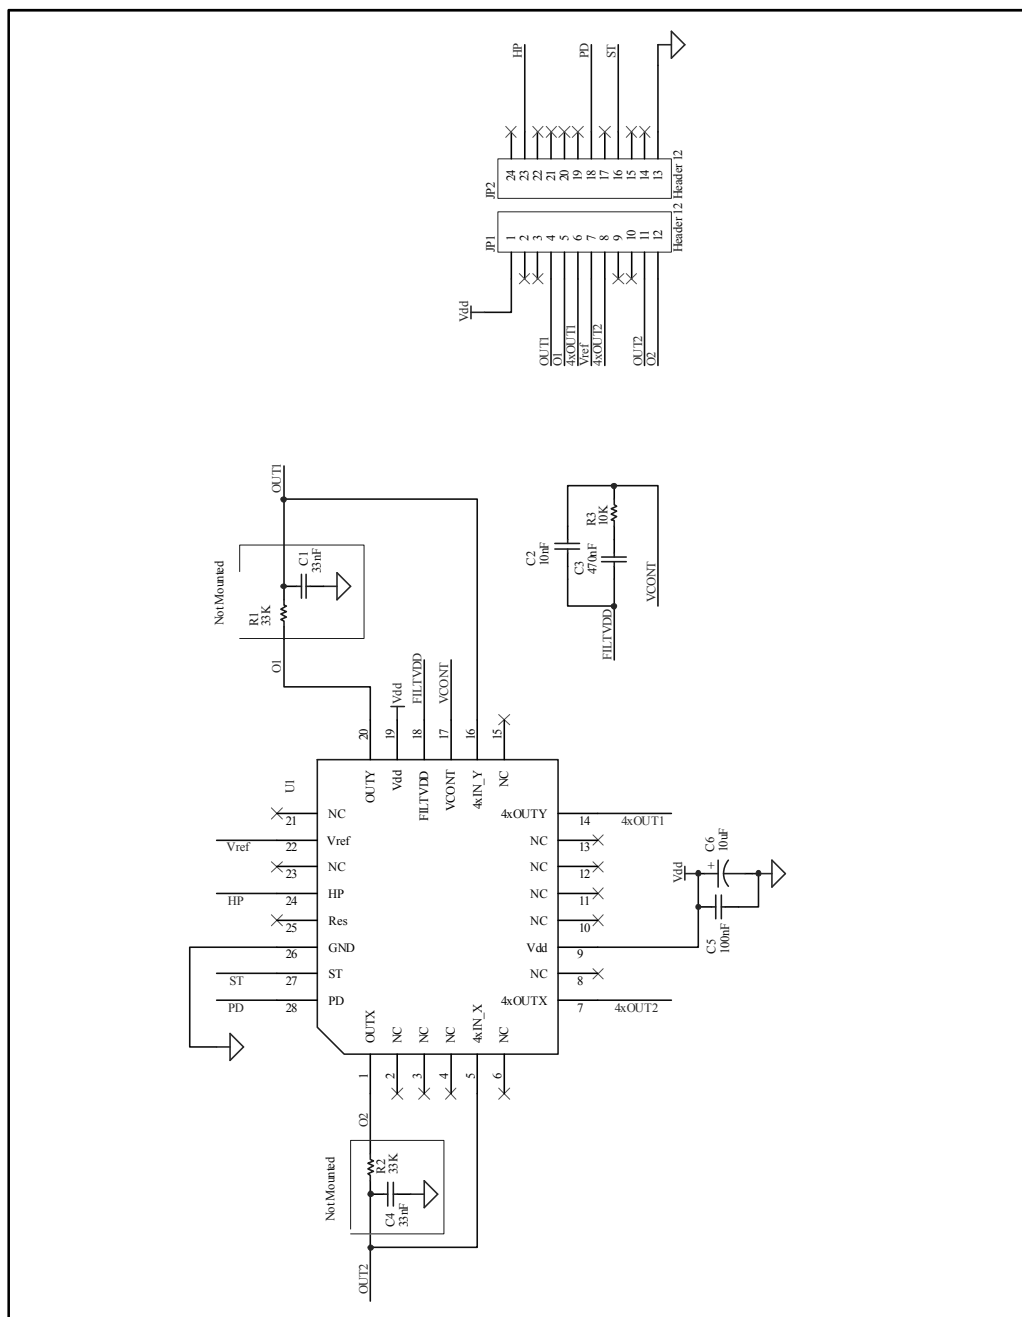 HP
PD
ST
24
23
22
21
20
19
18
17
16
15
14
13
JP2
Header 12
JP1
Header 12
1
2
3
4
5
6
7
8
9
10
11
12
Vdd
OUT1
O1
4xOUT1
Vref
4xOUT2
OUT2
O2
OUT1
Not Mounted
C1
33nF
R1
33K
O1
C2
10nF
C3
470nF
R3
10K
VCONT
FILTVDD
Vdd
FILTVDD
VCONT
20
19
18
17
16
15
U1
OUTY
Vdd
FILTVDD
VCONT
4xIN_Y
NC
21
NC
Vref
22
Vref
23
NC
HP
24
HP
25
Res
26
GND
ST
27
ST
PD
28
PD
4xOUTY
14
4xOUT1
NC
13
NC
12
NC
11
NC
10
Vdd
9
NC
8
4xOUTX
7
4xOUT2
Vdd
+
C6
10uF
C5
100nF
OUTX
NC
NC
NC
4xIN_X
NC
1
2
3
4
5
6
O2
Not Mounted
R2
33K
C4
33nF
OUT2